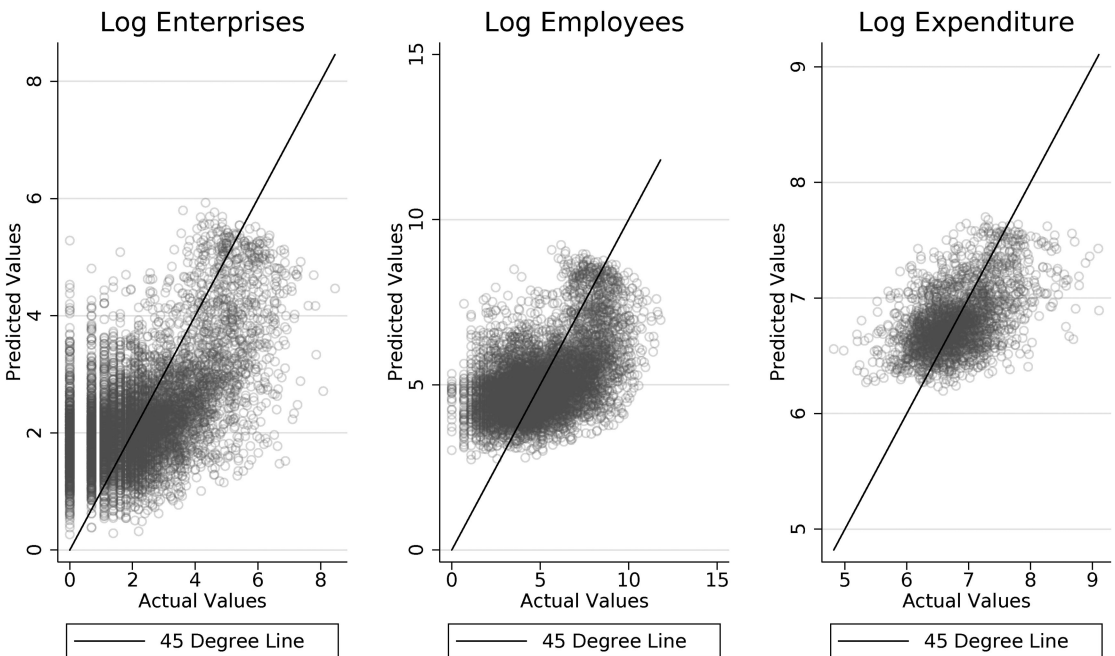 Log Enterprises
Log Employees
Log Expenditure
Predicted Values
8
6
4
2
0
0 2 4 6 8
Actual Values
45 Degree Line
Predicted Values
15
10
5
0
0 5 10 15
Actual Values
45 Degree Line
Predicted Values
9
8
7
6
5
5 6 7 8 9
Actual Values
45 Degree Line